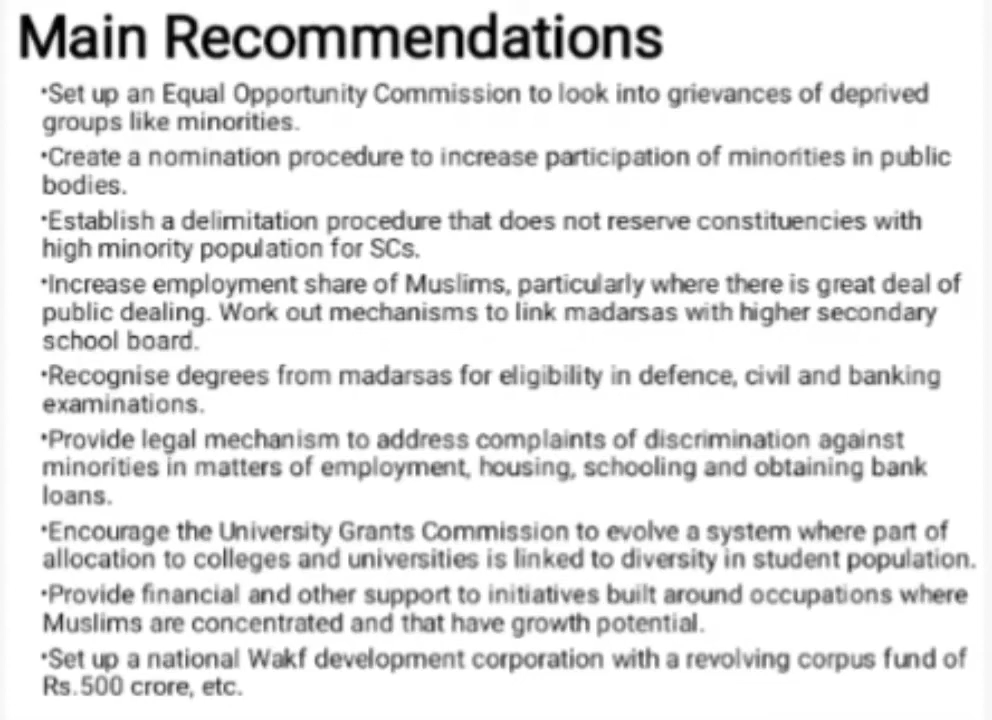 Main Recommendations
•Set up an Equal Opportunity Commission to look into grievances of deprived
groups like minorities.
•Create a nomination procedure to increase participation of minorities in public
bodies.
•Establish a delimitation procedure that does not reserve constituencies with
high minority population for SCs.
•Increase employment share of Muslims, particularly where there is great deal of
public dealing. Work out mechanisms to link madarsas with higher secondary
school board.
•Recognise degrees from madarsas for eligibility in defence, civil and banking
examinations.
•Provide legal mechanism to address complaints of discrimination against
minorities in matters of employment, housing, schooling and obtaining bank
loans.
•Encourage the University Grants Commission to evolve a system where part of
allocation to colleges and universities is linked to diversity in student population.
•Provide financial and other support to initiatives built around occupations where
Muslims are concentrated and that have growth potential.
•Set up a national Wakf development corporation with a revolving corpus fund of
Rs.500 crore, etc.